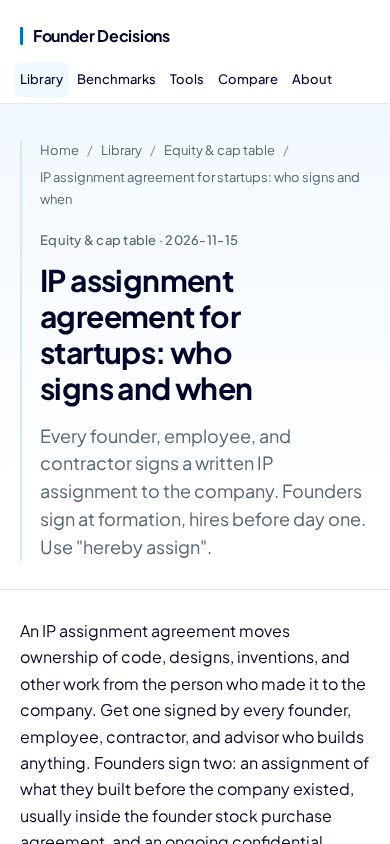 Founder Decisions
Library Benchmarks Tools Compare About
Home / Library / Equity & cap table /
IP assignment agreement for startups: who signs and
when
Equity & cap table · 2026-11-15
IP assignment
agreement for
startups: who
signs and when
Every founder, employee, and
contractor signs a written IP
assignment to the company. Founders
sign at formation, hires before day one.
Use "hereby assign".
An IP assignment agreement moves
ownership of code, designs, inventions, and
other work from the person who made it to the
company. Get one signed by every founder,
employee, contractor, and advisor who builds
anything. Founders sign two: an assignment of
what they built before the company existed,
usually inside the founder stock purchase
agreement, and an ongoing confidential